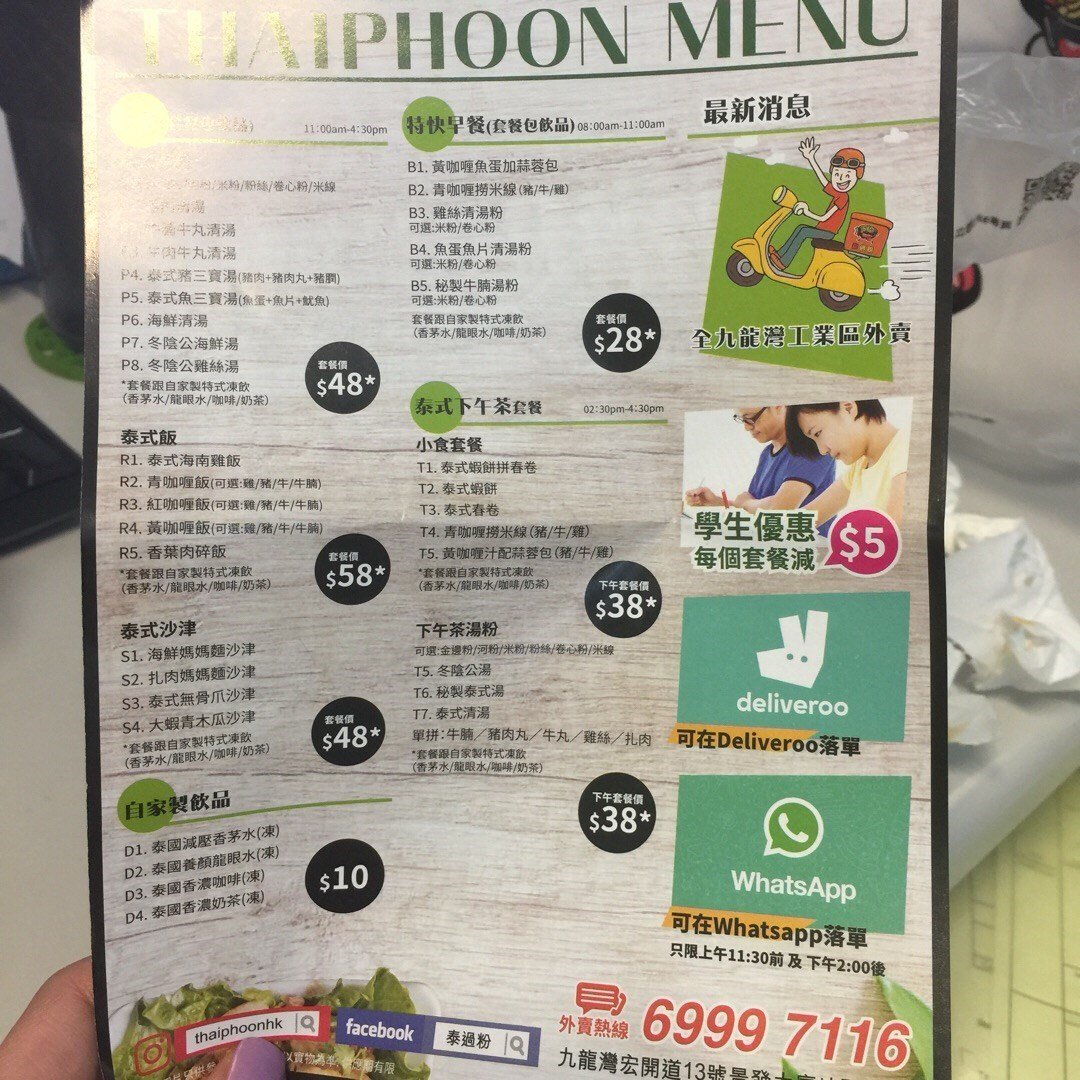 THAIPHOON MENU
11:00am-4:30pm
米粉/粉絲/卷心粉/米線
湯
牛丸清湯
牛丸清湯
P4. 泰式豬三寶湯(豬肉+豬肉丸+豬膶)
P5. 泰式魚三寶湯(魚蛋+魚片+魷魚)
P6. 海鮮清湯
P7. 冬陰公海鮮湯
P8. 冬陰公雞絲湯
*套餐跟自家製特式凍飲
(香茅水/龍眼水/咖啡/奶茶)
套餐價
$48*
泰式飯
R1. 泰式海南雞飯
R2. 青咖喱飯(可選:雞/豬/牛/牛腩)
R3. 紅咖喱飯(可選:雞/豬/牛/牛腩)
R4. 黃咖喱飯(可選:雞/豬/牛/牛腩)
R5. 香葉肉碎飯
*套餐跟自家製特式凍飲
(香茅水/龍眼水/咖啡/奶茶)
套餐價
$58*
泰式沙津
S1. 海鮮媽媽麵沙津
S2. 扎肉媽媽麵沙津
S3. 泰式無骨爪沙津
S4. 大蝦青木瓜沙津
*套餐跟自家製特式凍飲
(香茅水/龍眼水/咖啡/奶茶)
套餐價
$48*
自家製飲品
D1. 泰國減壓香茅水(凍)
D2. 泰國養顏龍眼水(凍)
D3. 泰國香濃咖啡(凍)
D4. 泰國香濃奶茶(凍)
$10
特快早餐(套餐包飲品) 08:00am-11:00am
B1. 黃咖喱魚蛋加蒜蓉包
B2. 青咖喱撈米線(豬/牛/雞)
B3. 雞絲清湯粉
可選:米粉/卷心粉
B4. 魚蛋魚片清湯粉
可選:米粉/卷心粉
B5. 秘製牛腩湯粉
可選:米粉/卷心粉
套餐跟自家製特式凍飲
(香茅水/龍眼水/咖啡/奶茶)
套餐價
$28*
泰式下午茶套餐 02:30pm-4:30pm
小食套餐
T1. 泰式蝦餅拼春卷
T2. 泰式蝦餅
T3. 泰式春卷
T4. 青咖喱撈米線(豬/牛/雞)
T5. 黃咖喱汁配蒜蓉包(豬/牛/雞)
*套餐跟自家製特式凍飲
(香茅水/龍眼水/咖啡/奶茶)
下午套餐價
$38*
下午茶湯粉
可選:金邊粉/河粉/米粉/粉絲/卷心粉/米線
T5. 冬陰公湯
T6. 秘製泰式湯
T7. 泰式清湯
單拼:牛腩／豬肉丸／牛丸／雞絲／扎肉
*套餐跟自家製特式凍飲
(香茅水/龍眼水/咖啡/奶茶)
下午套餐價
$38*
最新消息
全九龍灣工業區外賣
學生優惠
每個套餐減 $5
deliveroo
可在Deliveroo落單
WhatsApp
可在Whatsapp落單
只限上午11:30前 及 下午2:00後
thaiphoonhk
facebook 泰過粉
以實物為準
有限
外賣熱線 6999 7116
九龍灣宏開道13號